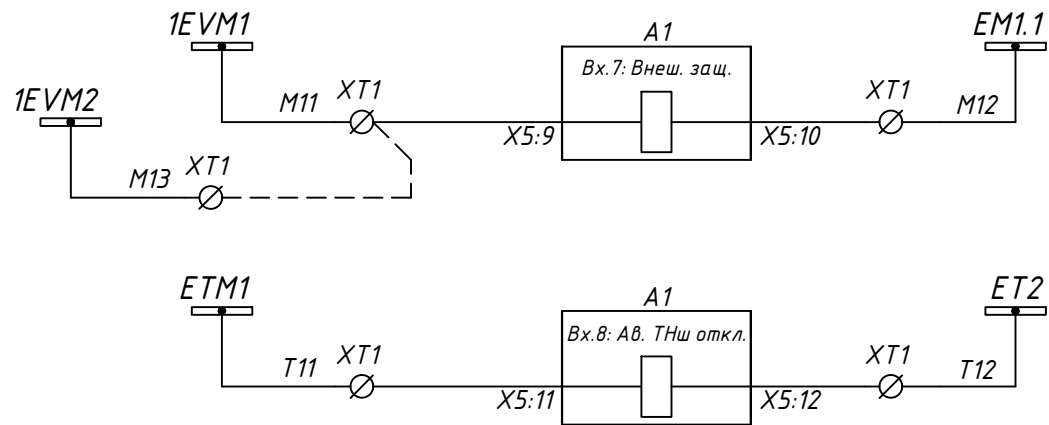 1EVM1
A1
EM1.1
Вх.7: Внеш. защ.
1EVM2
M11
XT1
XT1
M12
X5:9
X5:10
M13
XT1
ETM1
A1
ET2
Вх.8: Ав. ТНш откл.
T11
XT1
XT1
T12
X5:11
X5:12